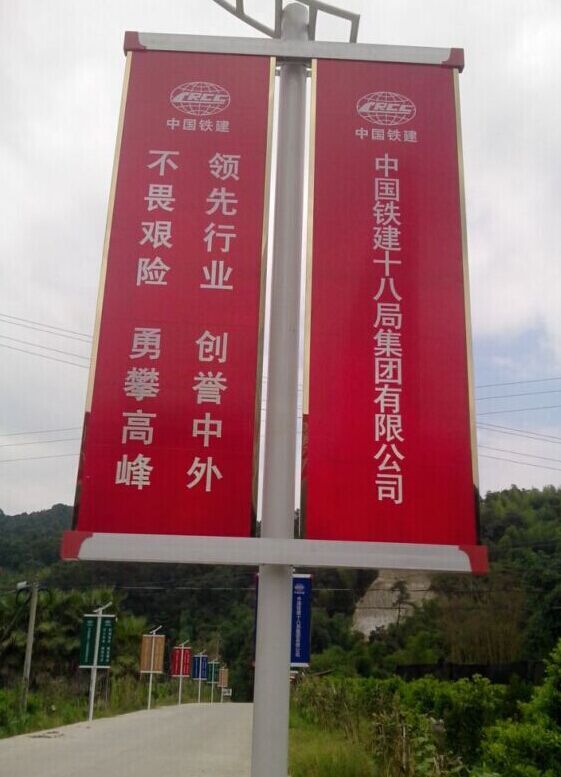 CRCC
中国铁建
不畏艰险 勇攀高峰
领先行业 创誉中外
CRCC
中国铁建
中国铁建十八局集团有限公司